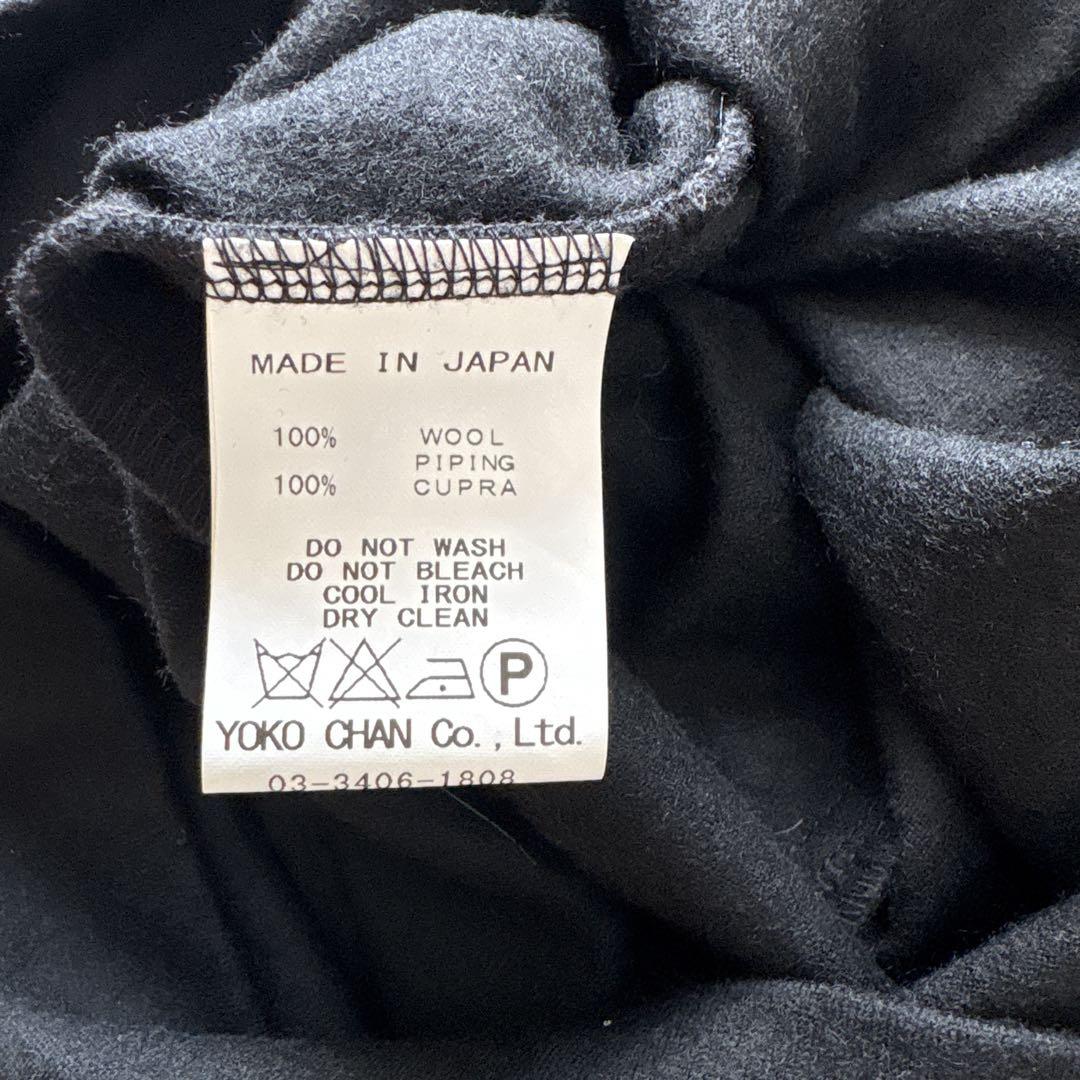 MADE IN JAPAN
100% WOOL
PIPING
100% CUPRA
DO NOT WASH
DO NOT BLEACH
COOL IRON
DRY CLEAN
P
YOKO CHAN Co., Ltd.
03-3406-1808